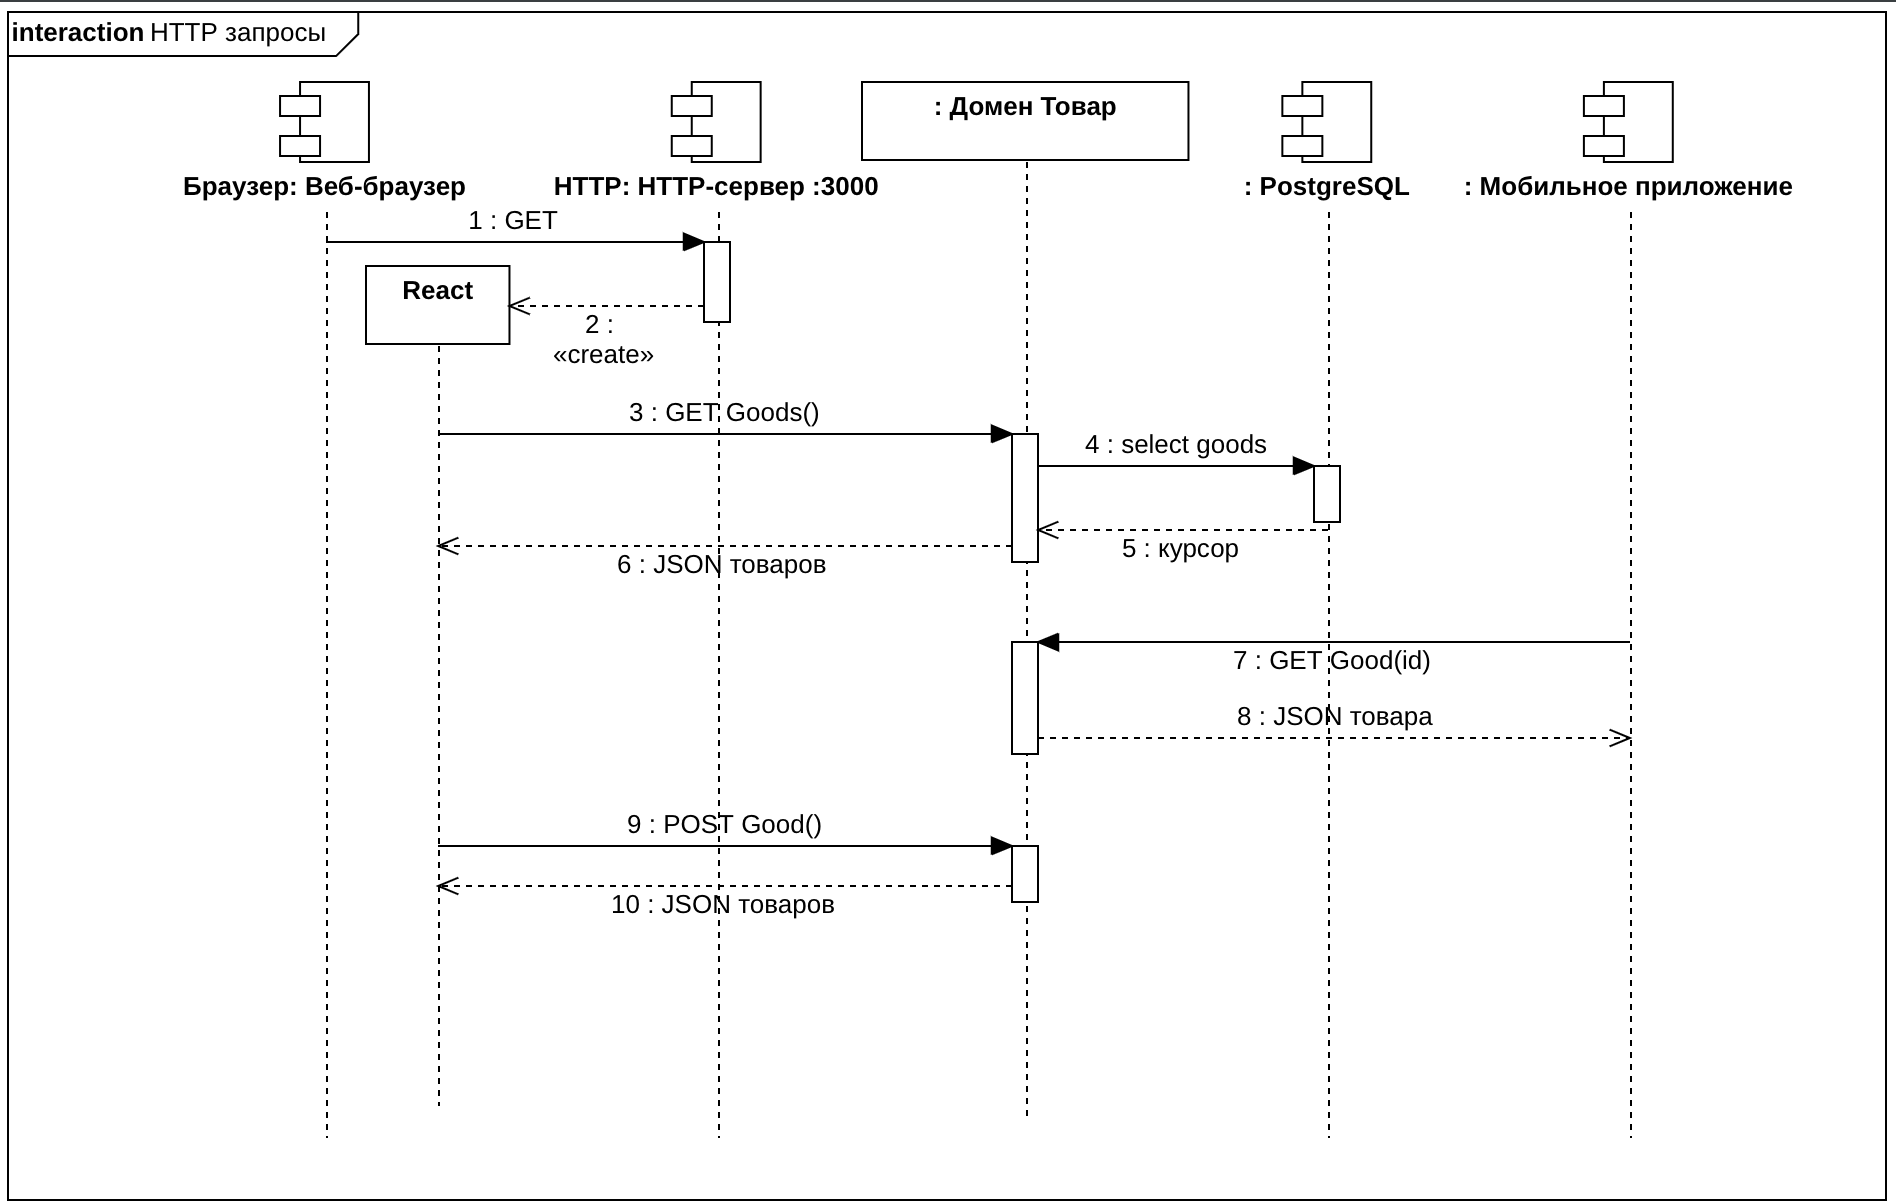 interaction HTTP запросы
: Домен Товар
Браузер: Веб-браузер
HTTP: HTTP-сервер :3000
: PostgreSQL
: Мобильное приложение
1 : GET
React
2 :
«create»
3 : GET Goods()
4 : select goods
5 : курсор
6 : JSON товаров
7 : GET Good(id)
8 : JSON товара
9 : POST Good()
10 : JSON товаров